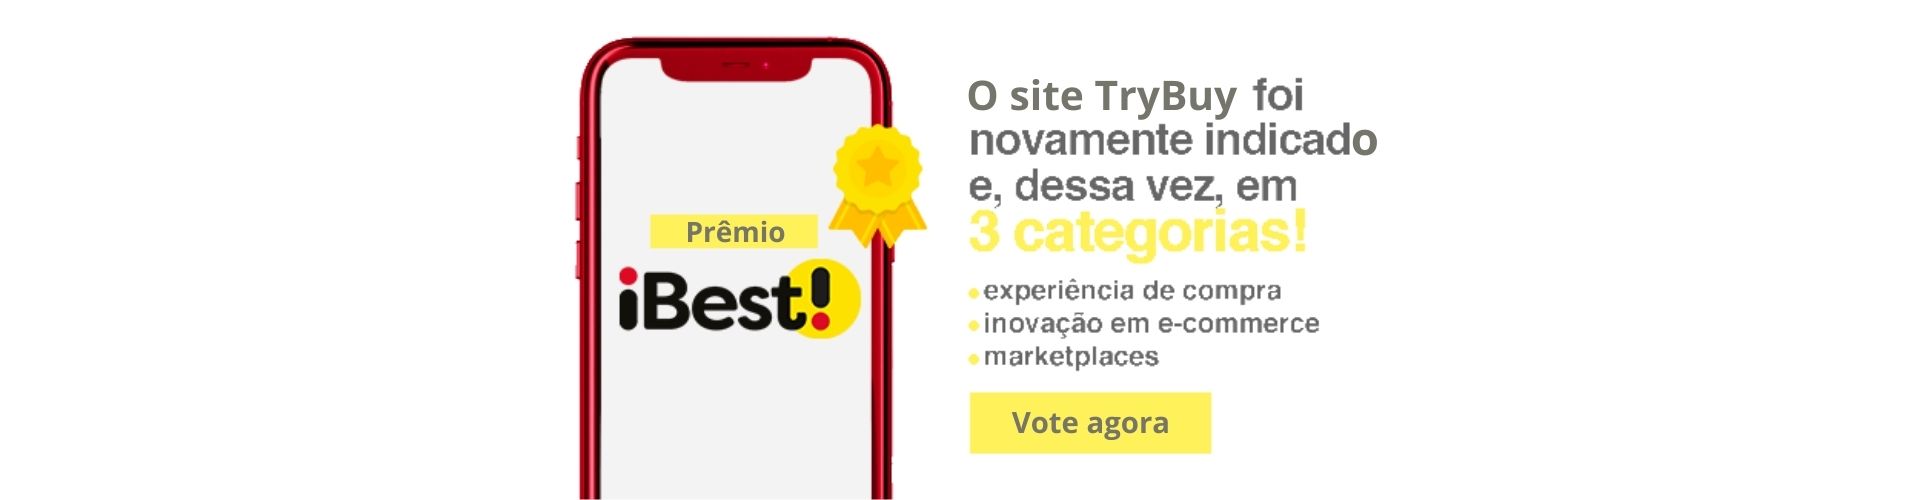 Prêmio
iBest!
O site TryBuy foi
novamente indicado
e, dessa vez, em
3 categorias!
experiência de compra
inovação em e-commerce
marketplaces
Vote agora